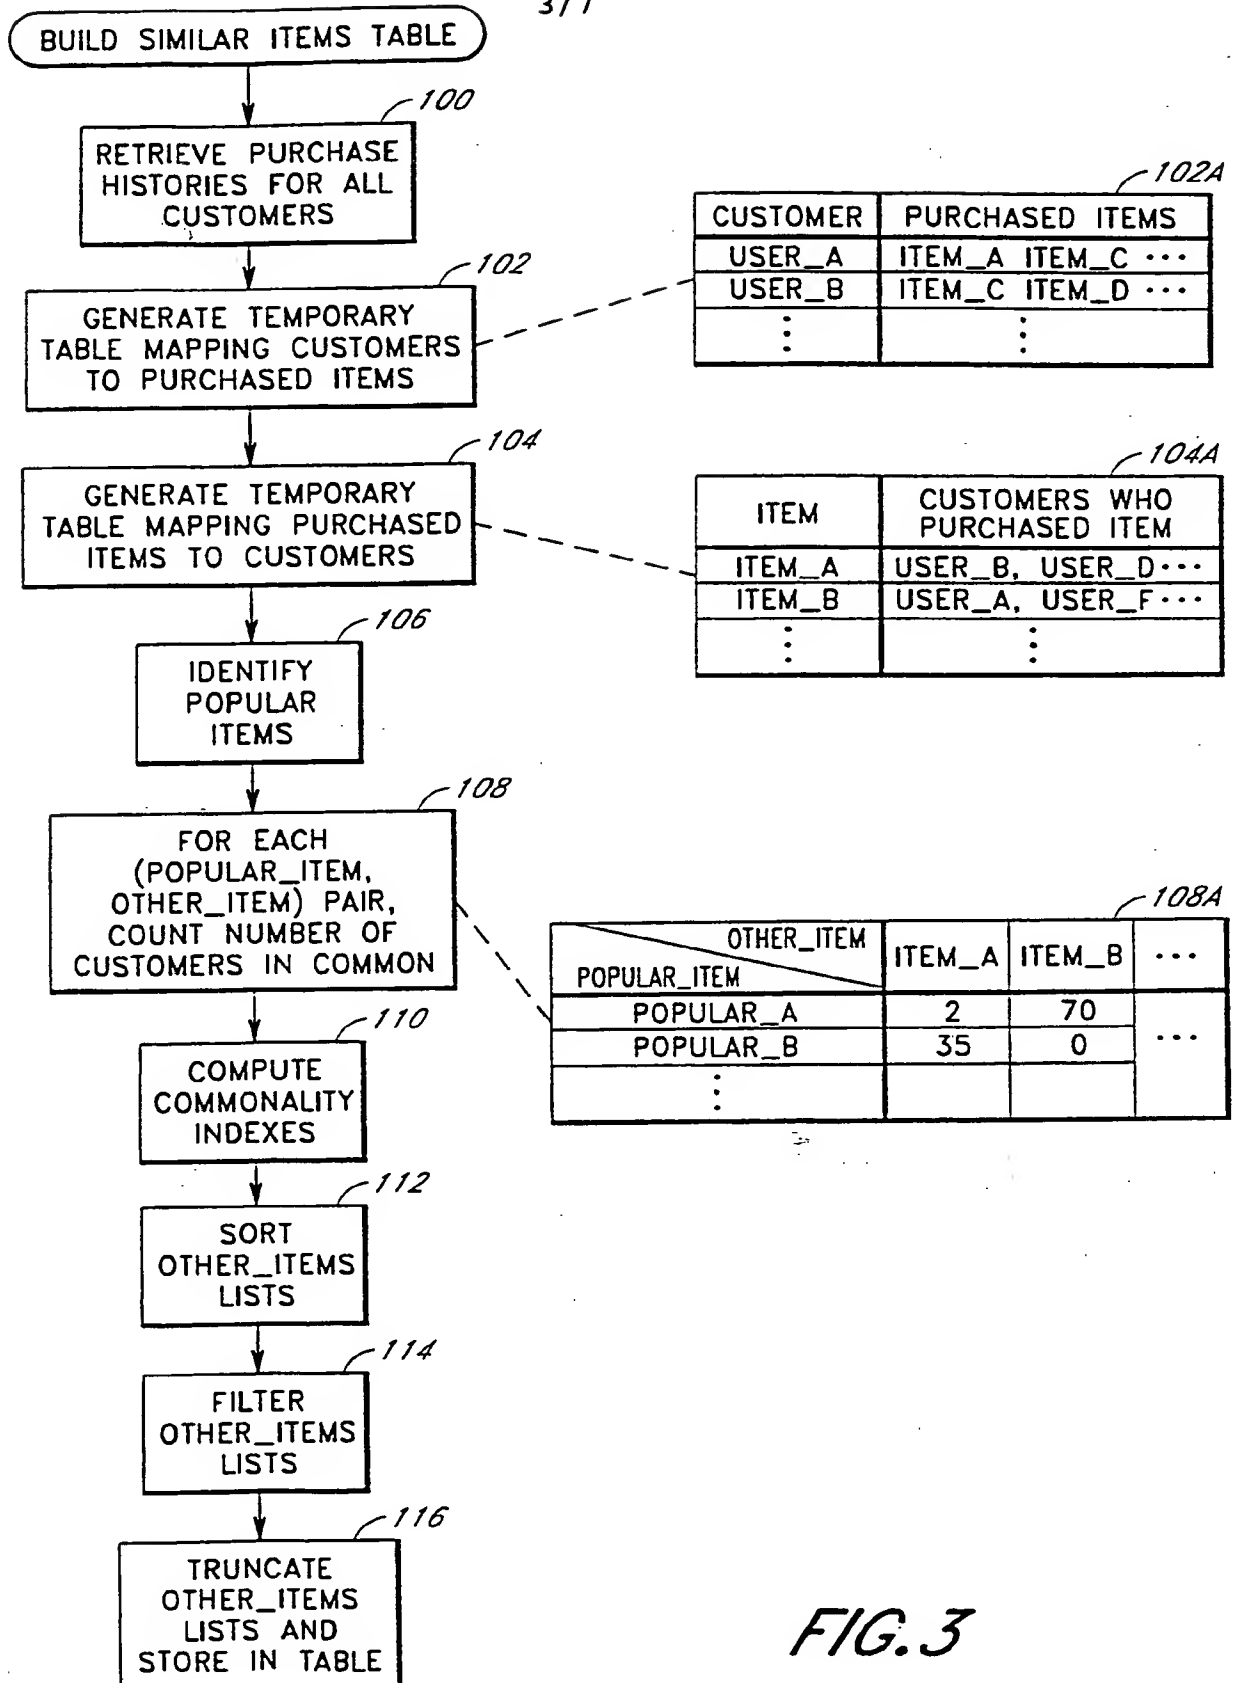 3/7
BUILD SIMILAR ITEMS TABLE
100
RETRIEVE PURCHASE
HISTORIES FOR ALL
CUSTOMERS
102
GENERATE TEMPORARY
TABLE MAPPING CUSTOMERS
TO PURCHASED ITEMS
102A
CUSTOMER PURCHASED ITEMS
USER_A ITEM_A ITEM_C ...
USER_B ITEM_C ITEM_D ...
104
GENERATE TEMPORARY
TABLE MAPPING PURCHASED
ITEMS TO CUSTOMERS
104A
ITEM CUSTOMERS WHO
PURCHASED ITEM
ITEM_A USER_B, USER_D...
ITEM_B USER_A, USER_F...
106
IDENTIFY
POPULAR
ITEMS
108
FOR EACH
(POPULAR_ITEM,
OTHER_ITEM) PAIR,
COUNT NUMBER OF
CUSTOMERS IN COMMON
108A
OTHER_ITEM ITEM_A ITEM_B ...
POPULAR_ITEM
POPULAR_A 2 70 ...
POPULAR_B 35 0
110
COMPUTE
COMMONALITY
INDEXES
112
SORT
OTHER_ITEMS
LISTS
114
FILTER
OTHER_ITEMS
LISTS
116
TRUNCATE
OTHER_ITEMS
LISTS AND
STORE IN TABLE
FIG. 3